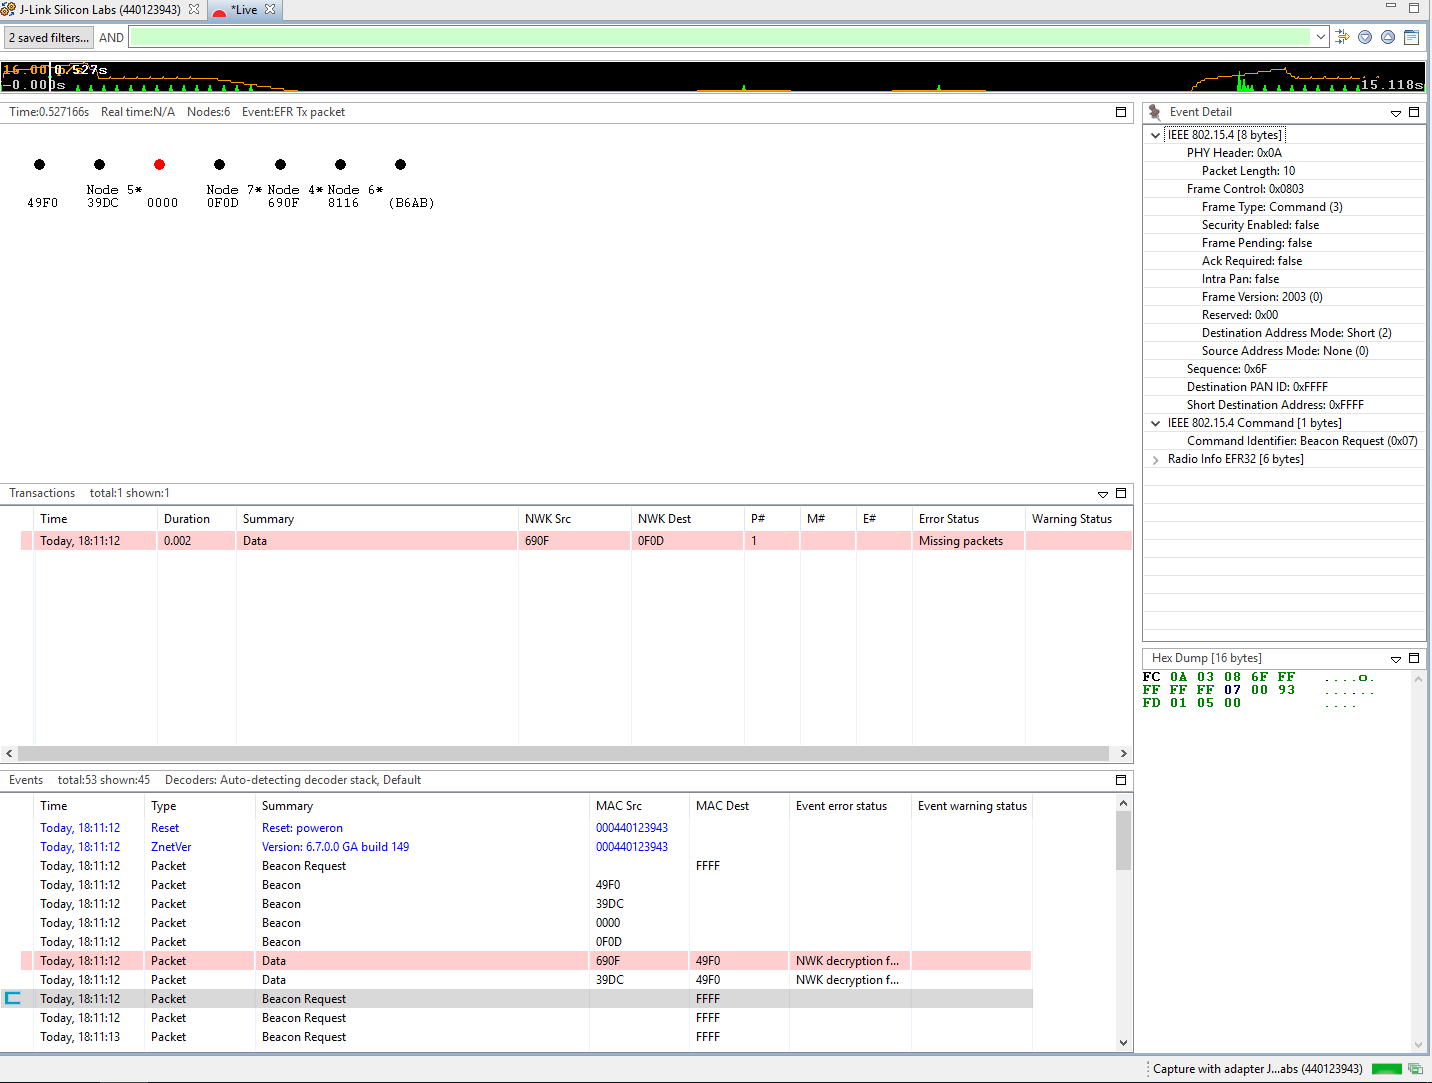 J-Link Silicon Labs (440123943)
*Live
2 saved filters...
AND
0.527s
-0.000s
15.118s
Time:0.527166s Real time:N/A Nodes:6 Event:EFR Tx packet
Node 5* Node 7* Node 4* Node 6*
49F0 39DC 0000 0F0D 690F 8116 (B6AB)
Transactions total:1 shown:1
Time Duration Summary NWK Src NWK Dest P# M# E# Error Status Warning Status
Today, 18:11:12 0.002 Data 690F 0F0D 1 Missing packets
Events total:53 shown:45 Decoders: Auto-detecting decoder stack, Default
Time Type Summary MAC Src MAC Dest Event error status Event warning status
Today, 18:11:12 Reset Reset: poweron 000440123943
Today, 18:11:12 ZnetVer Version: 6.7.0.0 GA build 149 000440123943
Today, 18:11:12 Packet Beacon Request FFFF
Today, 18:11:12 Packet Beacon 49F0
Today, 18:11:12 Packet Beacon 39DC
Today, 18:11:12 Packet Beacon 0000
Today, 18:11:12 Packet Beacon 0F0D
Today, 18:11:12 Packet Data 690F 49F0 NWK decryption f...
Today, 18:11:12 Packet Data 39DC 49F0 NWK decryption f...
Today, 18:11:12 Packet Beacon Request FFFF
Today, 18:11:12 Packet Beacon Request FFFF
Today, 18:11:13 Packet Beacon Request FFFF
Event Detail
IEEE 802.15.4 [8 bytes]
PHY Header: 0x0A
Packet Length: 10
Frame Control: 0x0803
Frame Type: Command (3)
Security Enabled: false
Frame Pending: false
Ack Required: false
Intra Pan: false
Frame Version: 2003 (0)
Reserved: 0x00
Destination Address Mode: Short (2)
Source Address Mode: None (0)
Sequence: 0x6F
Destination PAN ID: 0xFFFF
Short Destination Address: 0xFFFF
IEEE 802.15.4 Command [1 bytes]
Command Identifier: Beacon Request (0x07)
Radio Info EFR32 [6 bytes]
Hex Dump [16 bytes]
FC 0A 03 08 6F FF ....o.
FF FF FF 07 00 93 ......
FD 01 05 00 ....
Capture with adapter J...abs (440123943)